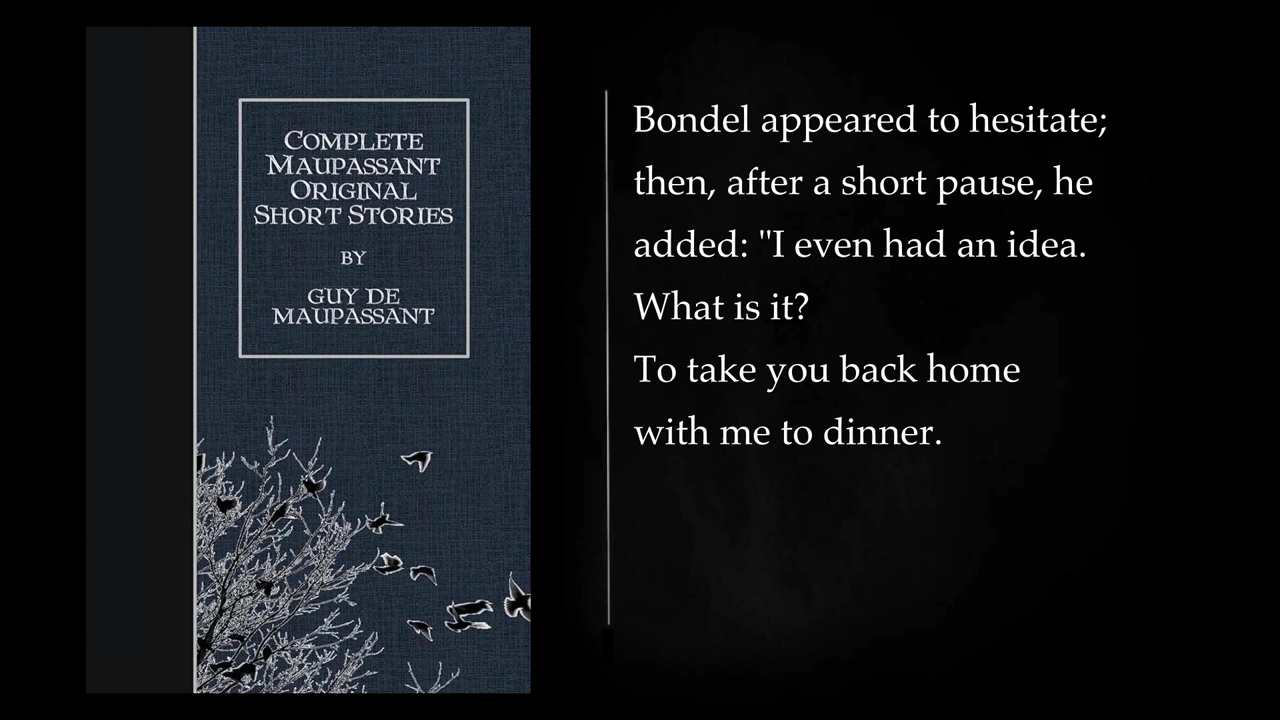 COMPLETE
MAUPASSANT
ORIGINAL
SHORT STORIES
BY
GUY DE
MAUPASSANT
Bondel appeared to hesitate;
then, after a short pause, he
added: "I even had an idea.
What is it?
To take you back home
with me to dinner.